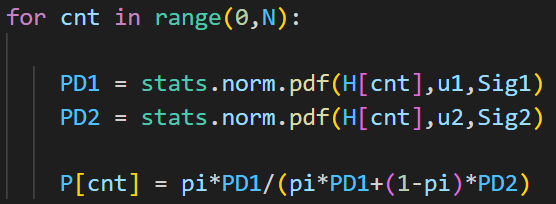 for cnt in range(0,N):
PD1 = stats.norm.pdf(H[cnt],u1,Sig1)
PD2 = stats.norm.pdf(H[cnt],u2,Sig2)
P[cnt] = pi*PD1/(pi*PD1+(1-pi)*PD2)